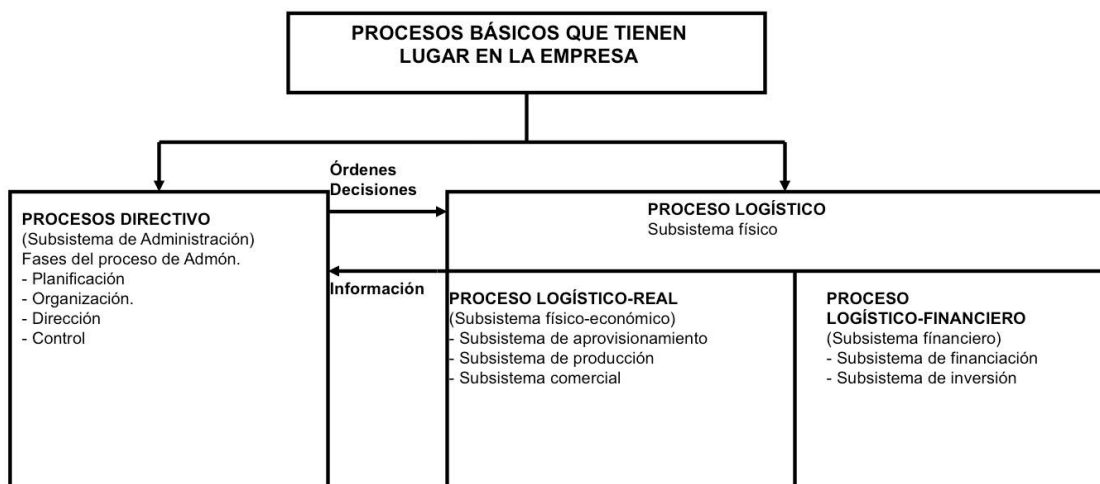 PROCESOS BÁSICOS QUE TIENEN
LUGAR EN LA EMPRESA
Órdenes
Decisiones
PROCESOS DIRECTIVO
(Subsistema de Administración)
Fases del proceso de Admón.
- Planificación
- Organización.
- Dirección
- Control
Información
PROCESO LOGÍSTICO
Subsistema físico
PROCESO LOGÍSTICO-REAL
(Subsistema físico-económico)
- Subsistema de aprovisionamiento
- Subsistema de producción
- Subsistema comercial
PROCESO
LOGÍSTICO-FINANCIERO
(Subsistema fínanciero)
- Subsistema de financiación
- Subsistema de inversión